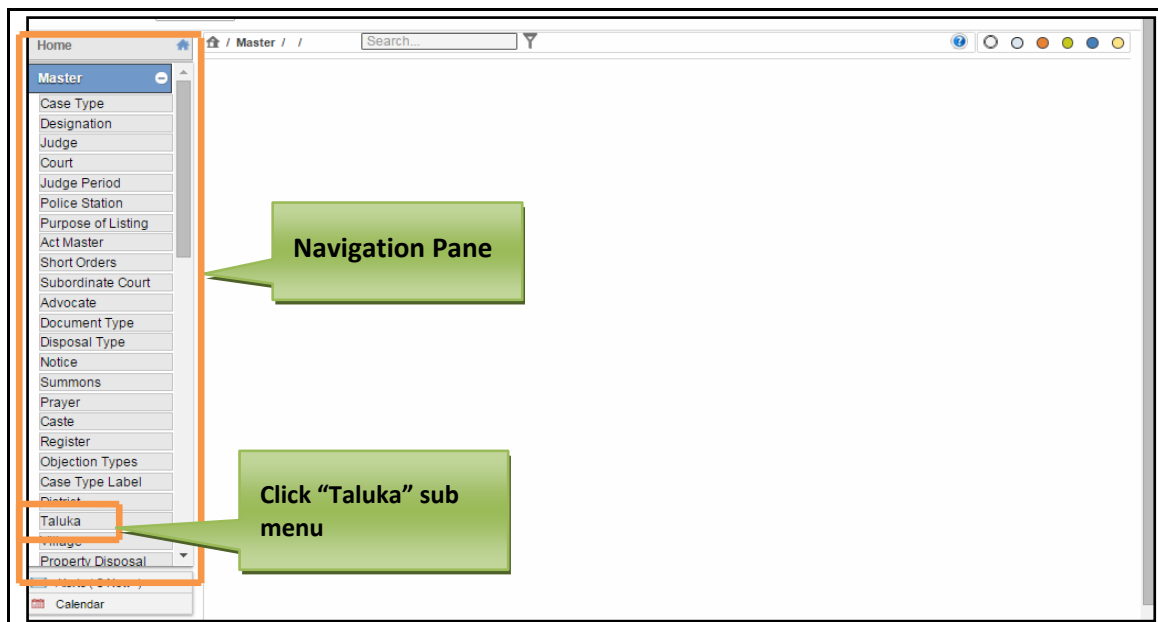 Home
/ Master / / Search...
Master
Case Type
Designation
Judge
Court
Judge Period
Police Station
Purpose of Listing
Act Master
Short Orders
Subordinate Court
Advocate
Document Type
Disposal Type
Notice
Summons
Prayer
Caste
Register
Objection Types
Case Type Label
District
Taluka
Village
Property Disposal
Calendar
Navigation Pane
Click “Taluka” sub
menu